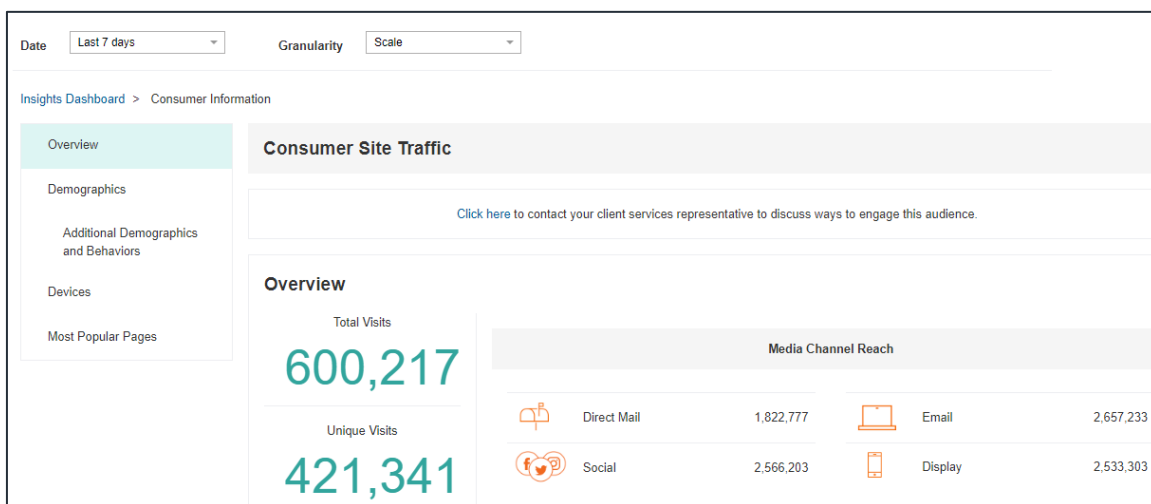 Date Last 7 days Granularity Scale
Insights Dashboard > Consumer Information
Overview
Demographics
Additional Demographics
and Behaviors
Devices
Most Popular Pages
Consumer Site Traffic
Click here to contact your client services representative to discuss ways to engage this audience.
Overview
Total Visits
600,217
Unique Visits
421,341
Media Channel Reach
Direct Mail 1,822,777 Email 2,657,233
Social 2,566,203 Display 2,533,303